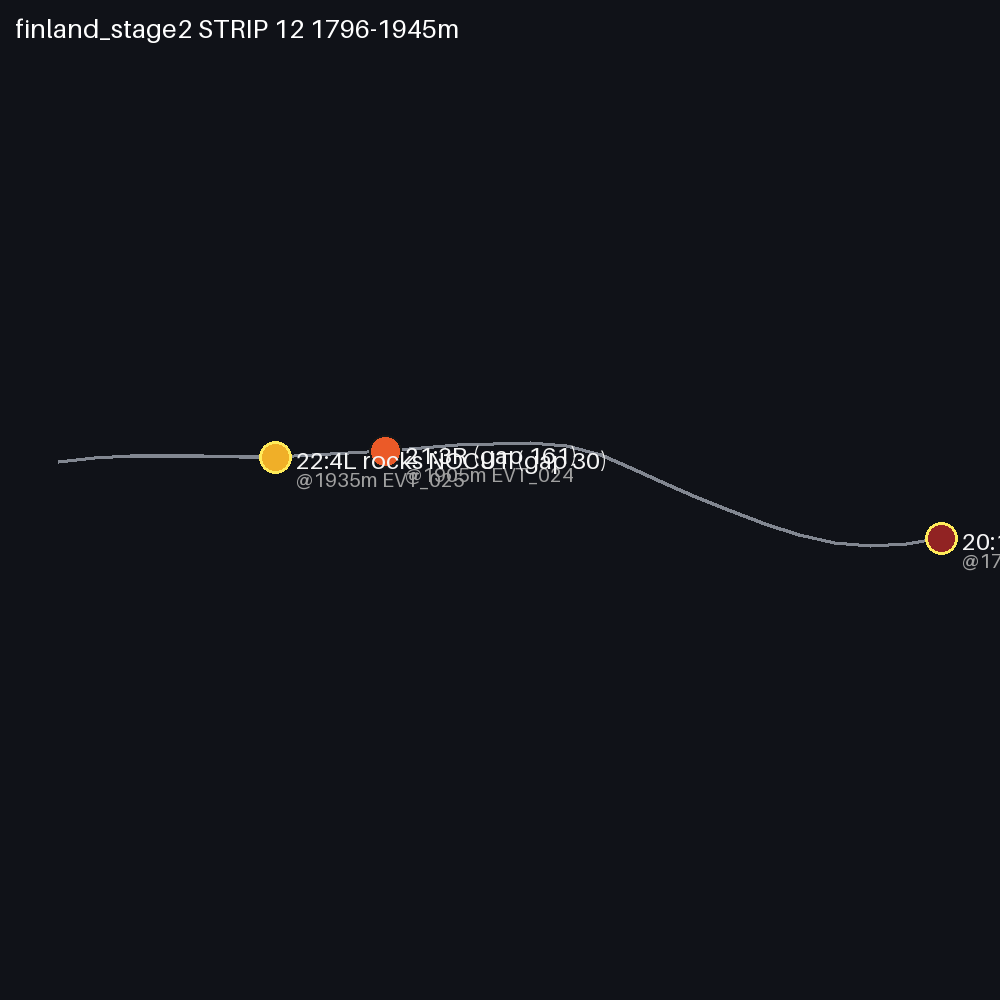 finland_stage2 STRIP 12 1796-1945m
22:4L rocks NOCUT (gap 30)
@1935m EVT_025
21:3R (gap 161)
@1905m EVT_024
20:
@17